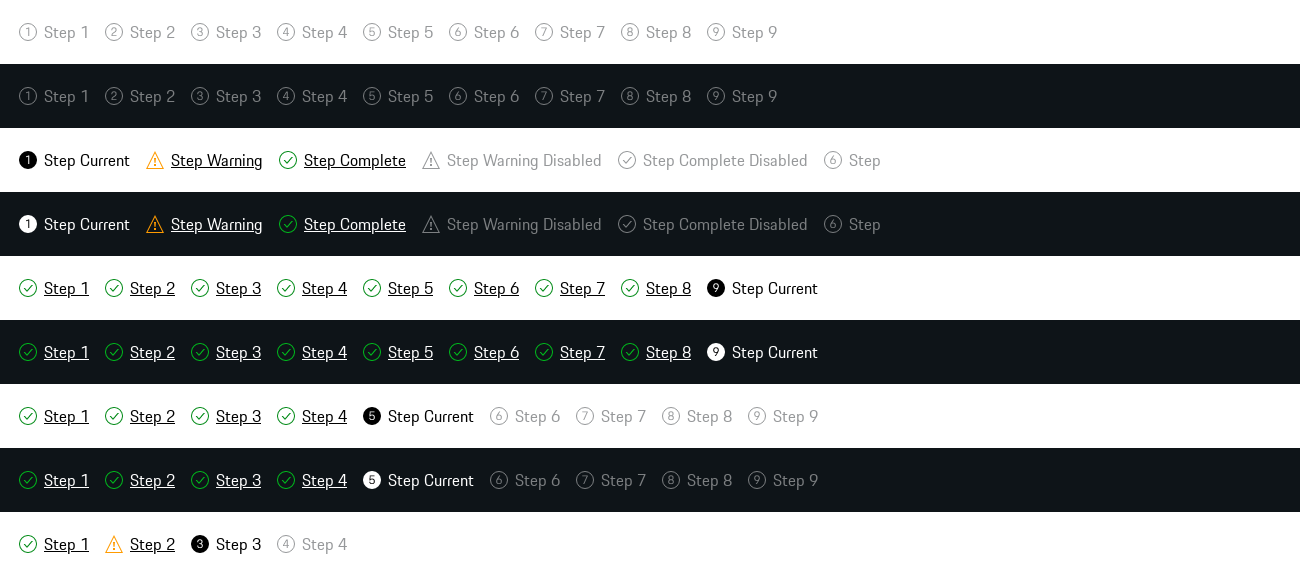 1 Step 1 2 Step 2 3 Step 3 4 Step 4 5 Step 5 6 Step 6 7 Step 7 8 Step 8 9 Step 9
1 Step 1 2 Step 2 3 Step 3 4 Step 4 5 Step 5 6 Step 6 7 Step 7 8 Step 8 9 Step 9
1 Step Current Step Warning Step Complete Step Warning Disabled Step Complete Disabled 6 Step
1 Step Current Step Warning Step Complete Step Warning Disabled Step Complete Disabled 6 Step
Step 1 Step 2 Step 3 Step 4 Step 5 Step 6 Step 7 Step 8 9 Step Current
Step 1 Step 2 Step 3 Step 4 Step 5 Step 6 Step 7 Step 8 9 Step Current
Step 1 Step 2 Step 3 Step 4 5 Step Current 6 Step 6 7 Step 7 8 Step 8 9 Step 9
Step 1 Step 2 Step 3 Step 4 5 Step Current 6 Step 6 7 Step 7 8 Step 8 9 Step 9
Step 1 Step 2 3 Step 3 4 Step 4